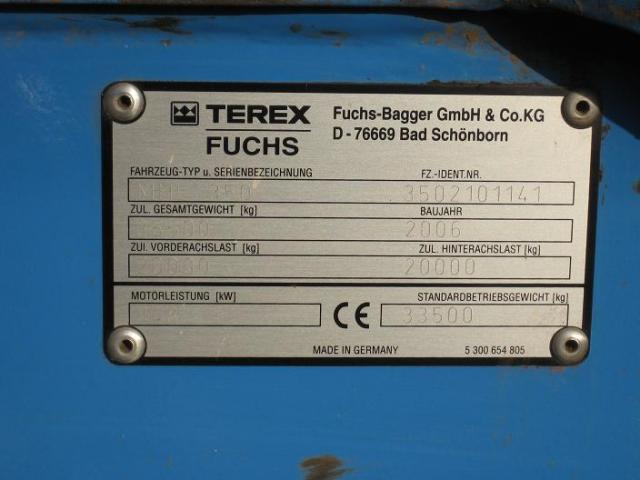 TEREX
FUCHS
Fuchs-Bagger GmbH & Co.KG
D - 76669 Bad Schönborn
FAHRZEUG-TYP u. SERIENBEZEICHNUNG FZ.-IDENT.NR.
350 3502101141
ZUL. GESAMTGEWICHT [kg] BAUJAHR
2006
ZUl. VORDERACHSLAST [kg] ZUL. HINTERACHSLAST [kg]
20000
MOTORLEISTUNG [kW] CE STANDARDBETRIEBSGEWICHT [kg]
33500
MADE IN GERMANY 5 300 654 805